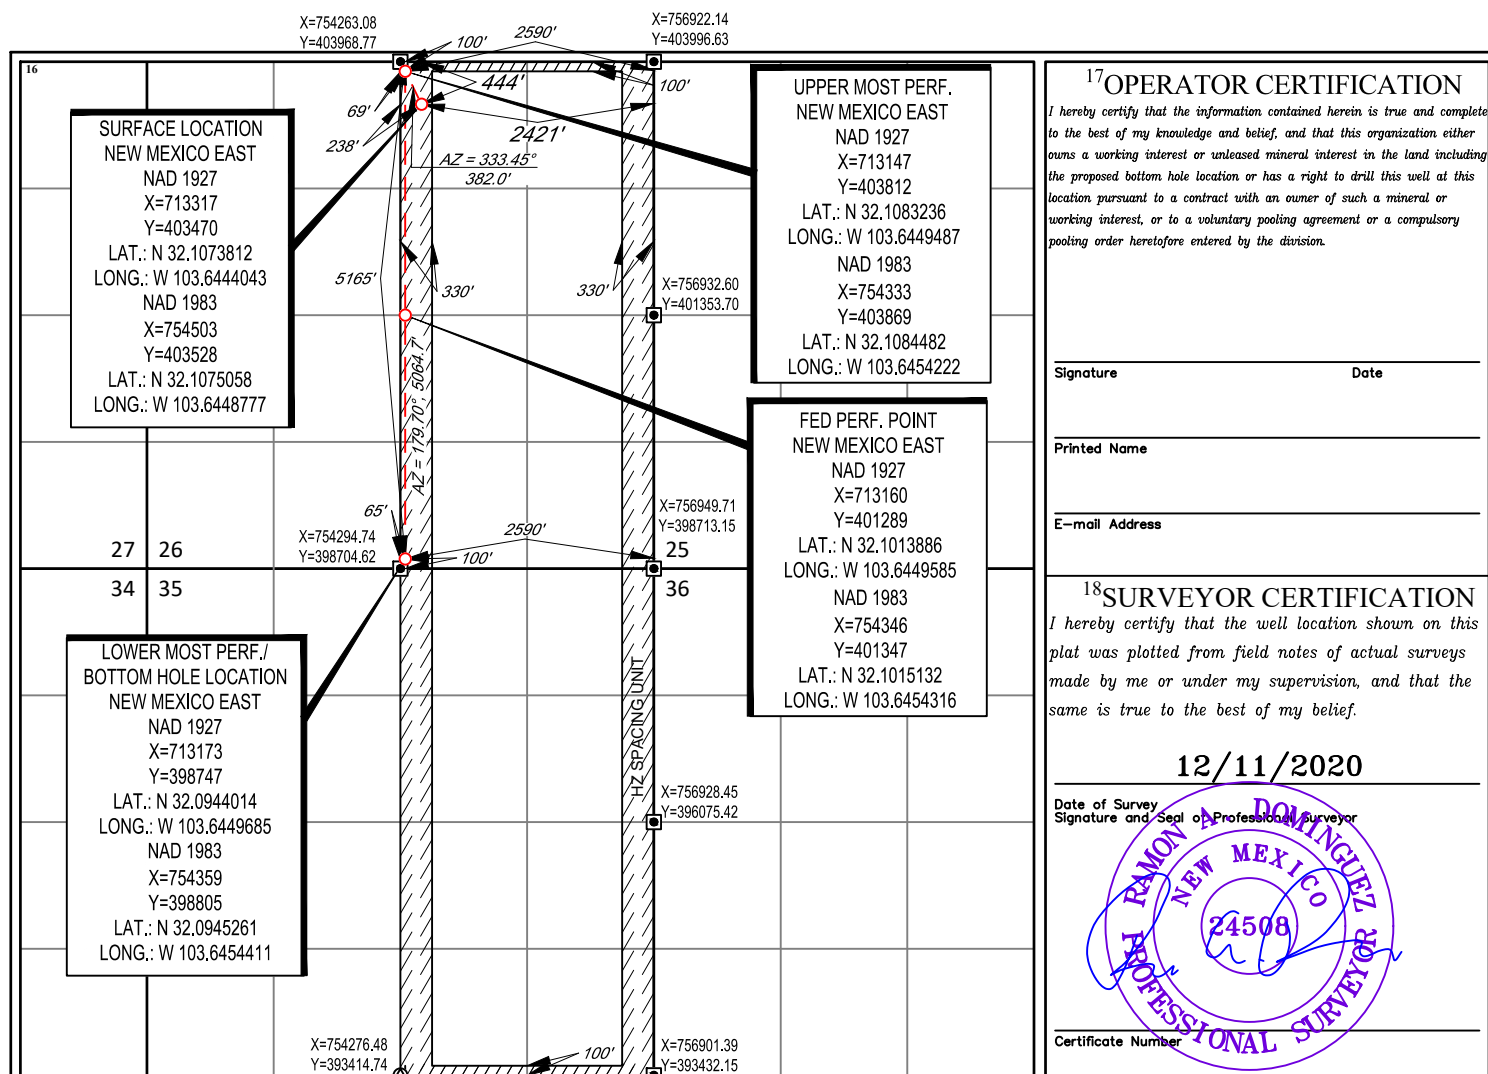 X=754263.08
Y=403968.77
X=756922.14
Y=403996.63
100'
2590'
444'
100'
69'
238'
2421'
AZ = 333.45°
382.0'
16
SURFACE LOCATION
NEW MEXICO EAST
NAD 1927
X=713317
Y=403470
LAT.: N 32.1073812
LONG.: W 103.6444043
NAD 1983
X=754503
Y=403528
LAT.: N 32.1075058
LONG.: W 103.6448777
UPPER MOST PERF.
NEW MEXICO EAST
NAD 1927
X=713147
Y=403812
LAT.: N 32.1083236
LONG.: W 103.6449487
NAD 1983
X=754333
Y=403869
LAT.: N 32.1084482
LONG.: W 103.6454222
5165'
330'
330'
X=756932.60
Y=401353.70
AZ = 179.70°, 5064.7'
FED PERF. POINT
NEW MEXICO EAST
NAD 1927
X=713160
Y=401289
LAT.: N 32.1013886
LONG.: W 103.6449585
NAD 1983
X=754346
Y=401347
LAT.: N 32.1015132
LONG.: W 103.6454316
65'
X=754294.74
Y=398704.62
2590'
100'
X=756949.71
Y=398713.15
27 26
34 35
25
36
LOWER MOST PERF./
BOTTOM HOLE LOCATION
NEW MEXICO EAST
NAD 1927
X=713173
Y=398747
LAT.: N 32.0944014
LONG.: W 103.6449685
NAD 1983
X=754359
Y=398805
LAT.: N 32.0945261
LONG.: W 103.6454411
HZ SPACING UNIT
X=756928.45
Y=396075.42
X=754276.48
Y=393414.74
100'
X=756901.39
Y=393432.15
17OPERATOR CERTIFICATION
I hereby certify that the information contained herein is true and complete
to the best of my knowledge and belief, and that this organization either
owns a working interest or unleased mineral interest in the land including
the proposed bottom hole location or has a right to drill this well at this
location pursuant to a contract with an owner of such a mineral or
working interest, or to a voluntary pooling agreement or a compulsory
pooling order heretofore entered by the division.
Signature Date
Printed Name
E-mail Address
18SURVEYOR CERTIFICATION
I hereby certify that the well location shown on this
plat was plotted from field notes of actual surveys
made by me or under my supervision, and that the
same is true to the best of my belief.
12/11/2020
Date of Survey
Signature and Seal of Professional Surveyor
RAMON A. DOMINGUEZ
NEW MEXICO
24508
PROFESSIONAL SURVEYOR
Certificate Number